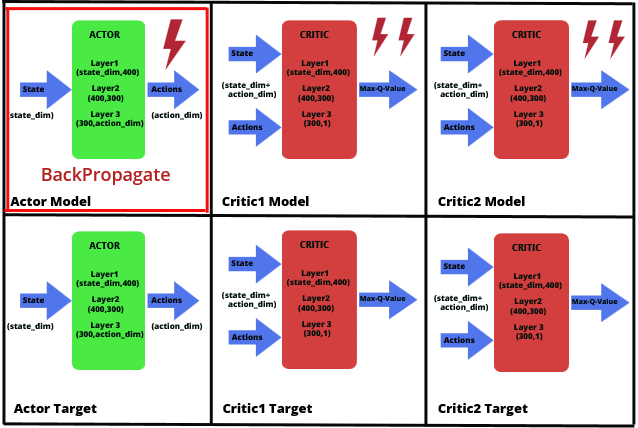 ACTOR
Layer1
(state_dim,400)
Layer2
(400,300)
Layer 3
(300,action_dim)
State
state_dim)
Actions
(action_dim)
BackPropagate
Actor Model
CRITIC
Layer1
(state_dim,400)
Layer2
(400,300)
Layer 3
(300,1)
State
(state_dim+
action_dim)
Actions
Max-Q-Value
Critic1 Model
CRITIC
Layer1
(state_dim,400)
Layer2
(400,300)
Layer 3
(300,1)
State
(state_dim+
action_dim)
Actions
Max-Q-Value
Critic2 Model
ACTOR
Layer1
(state_dim,400)
Layer2
(400,300)
Layer 3
(300,action_dim)
State
(state_dim)
Actions
(action_dim)
Actor Target
CRITIC
Layer1
(state_dim,400)
Layer2
(400,300)
Layer 3
(300,1)
State
(state_dim+
action_dim)
Actions
Max-Q-Value
Critic1 Target
CRITIC
Layer1
(state_dim,400)
Layer2
(400,300)
Layer 3
(300,1)
State
(state_dim+
action_dim)
Actions
Max-Q-Value
Critic2 Target